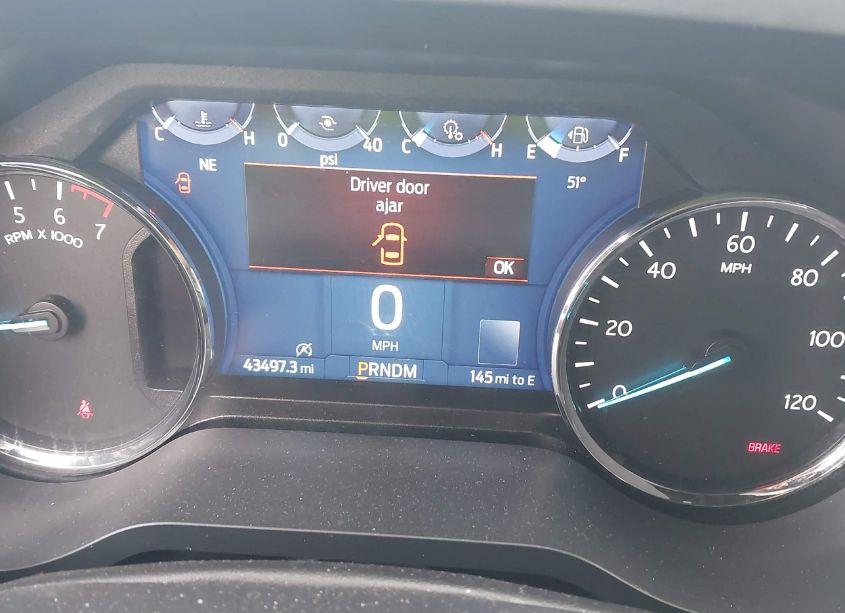 C H 0 40 C H E F
psi
NE
51°
Driver door
ajar
OK
5 6 7
RPM X 1000
0
MPH
43497.3 mi
PRNDM
145 mi to E
0 20 40 60 80 100 120
MPH
BRAKE